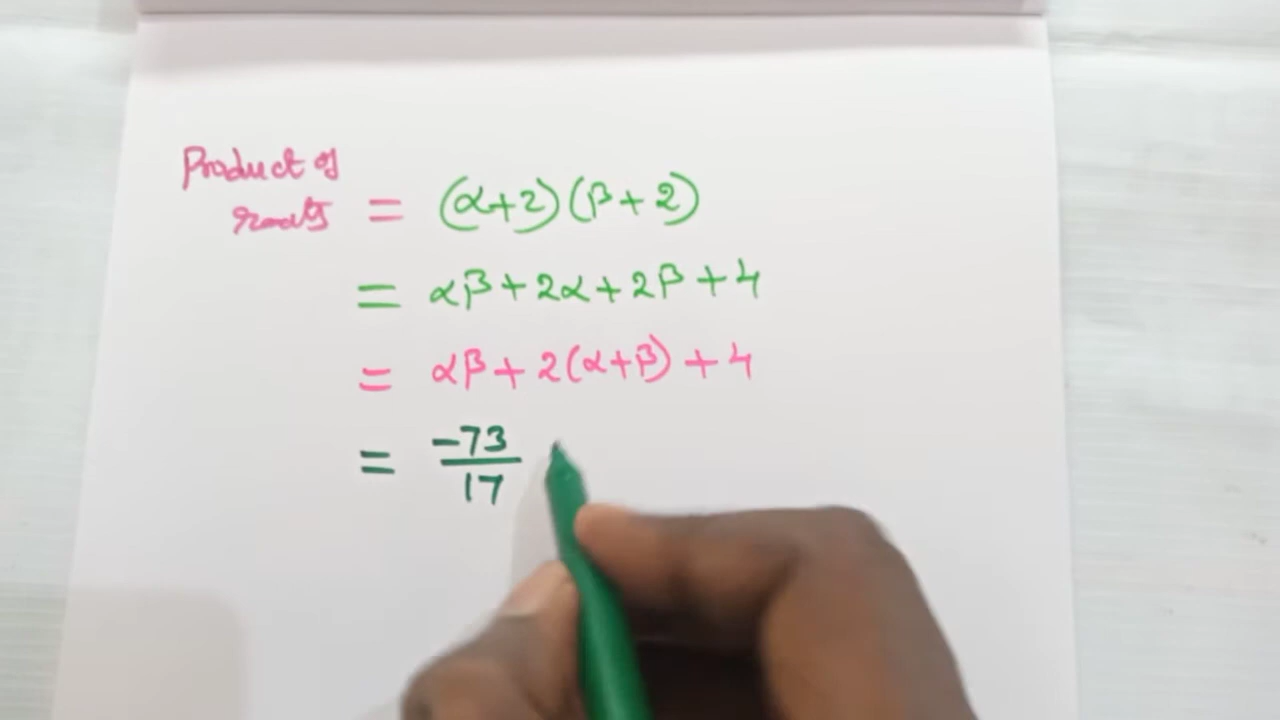 Product of
roots = (α+2)(β+2)
= αβ+2α+2β+4
= αβ+2(α+β)+4
= -73/17